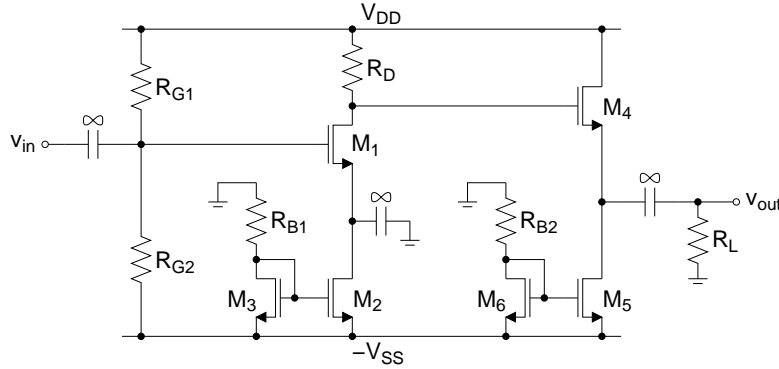 V_DD
R_G1
R_D
M_4
∞
v_in
M_1
∞
∞
∞
v_out
R_B1
R_B2
R_G2
R_L
M_3
M_2
M_6
M_5
−V_SS